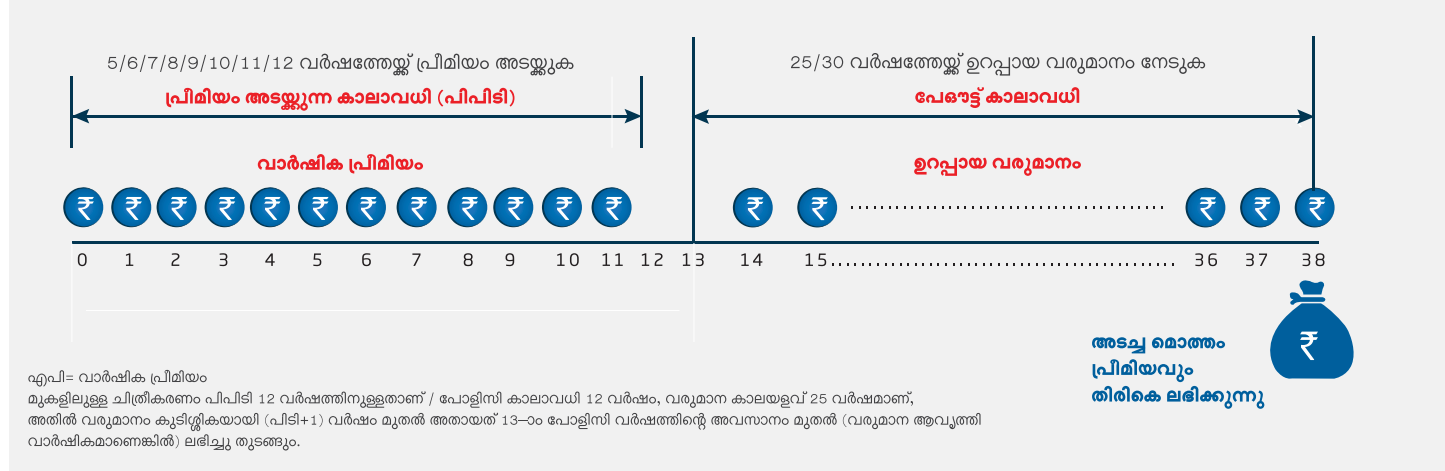 5/6/7/8/9/10/11/12 വർഷത്തേയ്ക്ക് പ്രീമിയം അടയ്ക്കുക
25/30 വർഷത്തേയ്ക്ക് ഉറപ്പായ വരുമാനം നേടുക
പ്രീമിയം അടയ്ക്കുന്ന കാലാവധി (പിപിടി)
പേഔട്ട് കാലാവധി
വാർഷിക പ്രീമിയം
ഉറപ്പായ വരുമാനം
₹ ₹ ₹ ₹ ₹ ₹ ₹ ₹ ₹ ₹ ₹ ₹ ₹ ₹ ........................................ ₹ ₹ ₹
0 1 2 3 4 5 6 7 8 9 10 11 12 13 14 15............................................ 36 37 38
₹
അടച്ച മൊത്തം
പ്രീമിയവും
തിരികെ ലഭിക്കുന്നു
എപി= വാർഷിക പ്രീമിയം
മുകളിലുള്ള ചിത്രീകരണം പിപിടി 12 വർഷത്തിനുള്ളതാണ് / പോളിസി കാലാവധി 12 വർഷം, വരുമാന കാലയളവ് 25 വർഷമാണ്,
അതിൽ വരുമാനം കുടിശ്ശികയായി (പിടി+1) വർഷം മുതൽ അതായത് 13–ാം പോളിസി വർഷത്തിന്റെ അവസാനം മുതൽ (വരുമാന ആവൃത്തി
വാർഷികമാണെങ്കിൽ) ലഭിച്ചു തുടങ്ങും.